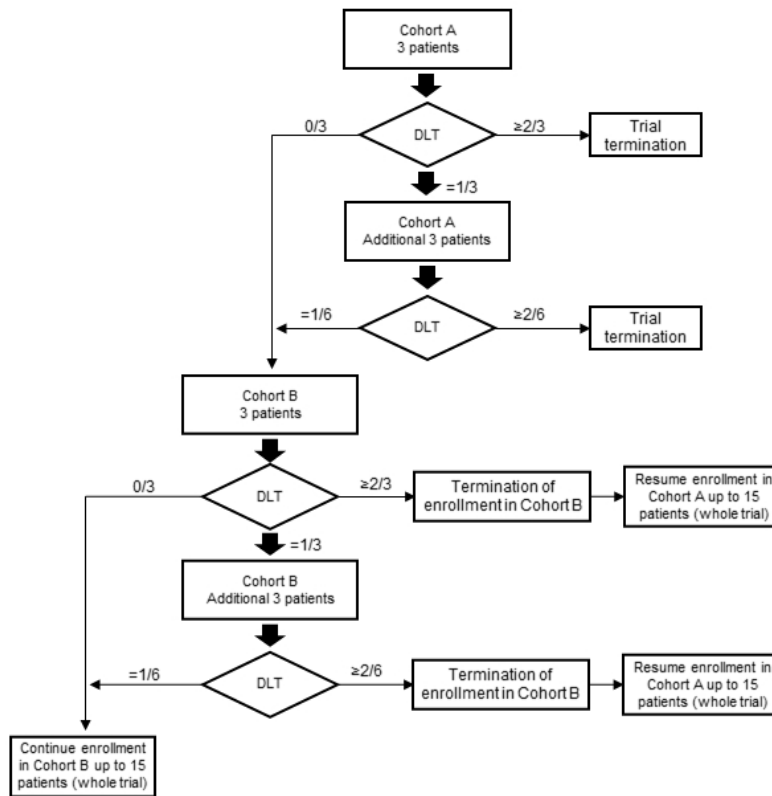 Cohort A
3 patients
0/3
DLT
≥2/3
Trial
termination
=1/3
Cohort A
Additional 3 patients
=1/6
DLT
≥2/6
Trial
termination
Cohort B
3 patients
0/3
DLT
≥2/3
Termination of
enrollment in Cohort B
Resume enrollment in
Cohort A up to 15
patients (whole trial)
=1/3
Cohort B
Additional 3 patients
=1/6
DLT
≥2/6
Termination of
enrollment in Cohort B
Resume enrollment in
Cohort A up to 15
patients (whole trial)
Continue enrollment
in Cohort B up to 15
patients (whole trial)